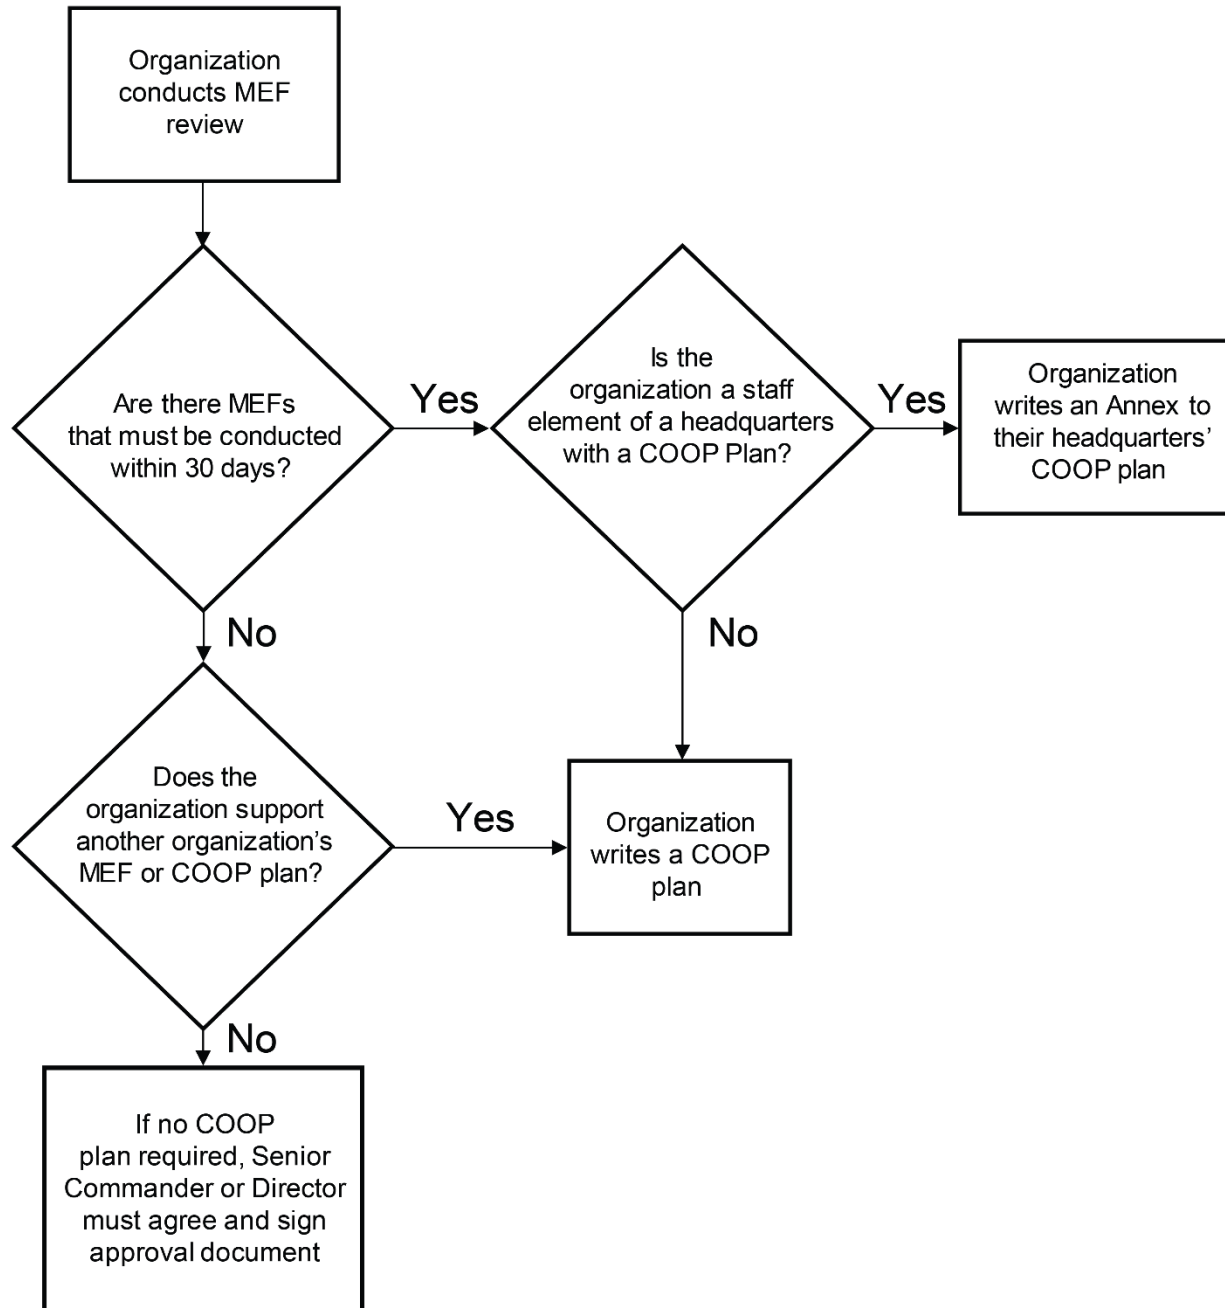 Organization
conducts MEF
review
Are there MEFs
that must be conducted
within 30 days?
Yes
Is the
organization a staff
element of a headquarters
with a COOP Plan?
Yes
Organization
writes an Annex to
their headquarters’
COOP plan
No
No
Does the
organization support
another organization’s
MEF or COOP plan?
Yes
Organization
writes a COOP
plan
No
If no COOP
plan required, Senior
Commander or Director
must agree and sign
approval document